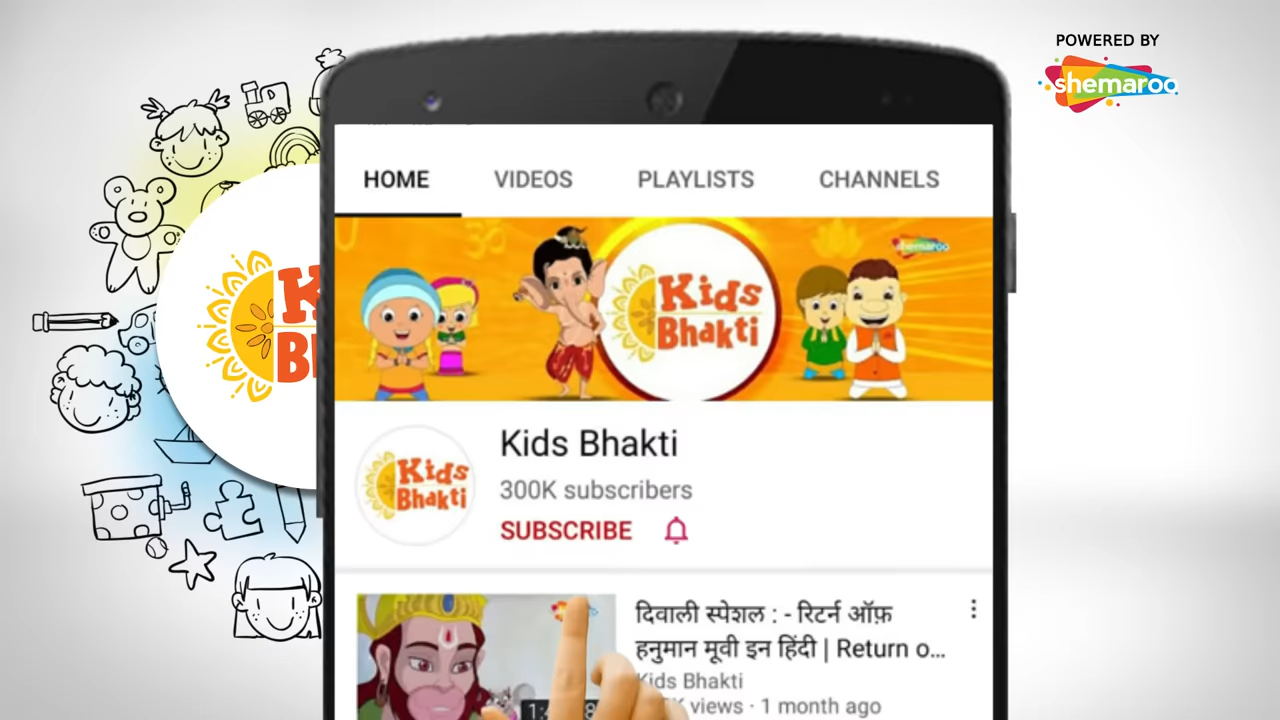 POWERED BY
shemaroo
HOME VIDEOS PLAYLISTS CHANNELS
shemaroo
Kids
Bhakti
K
B
Kids Bhakti
Kids
Bhakti
300K subscribers
SUBSCRIBE
दिवाली स्पेशल : - रिटर्न ऑफ़
हनुमान मूवी इन हिंदी | Return o...
Kids Bhakti
views · 1 month ago